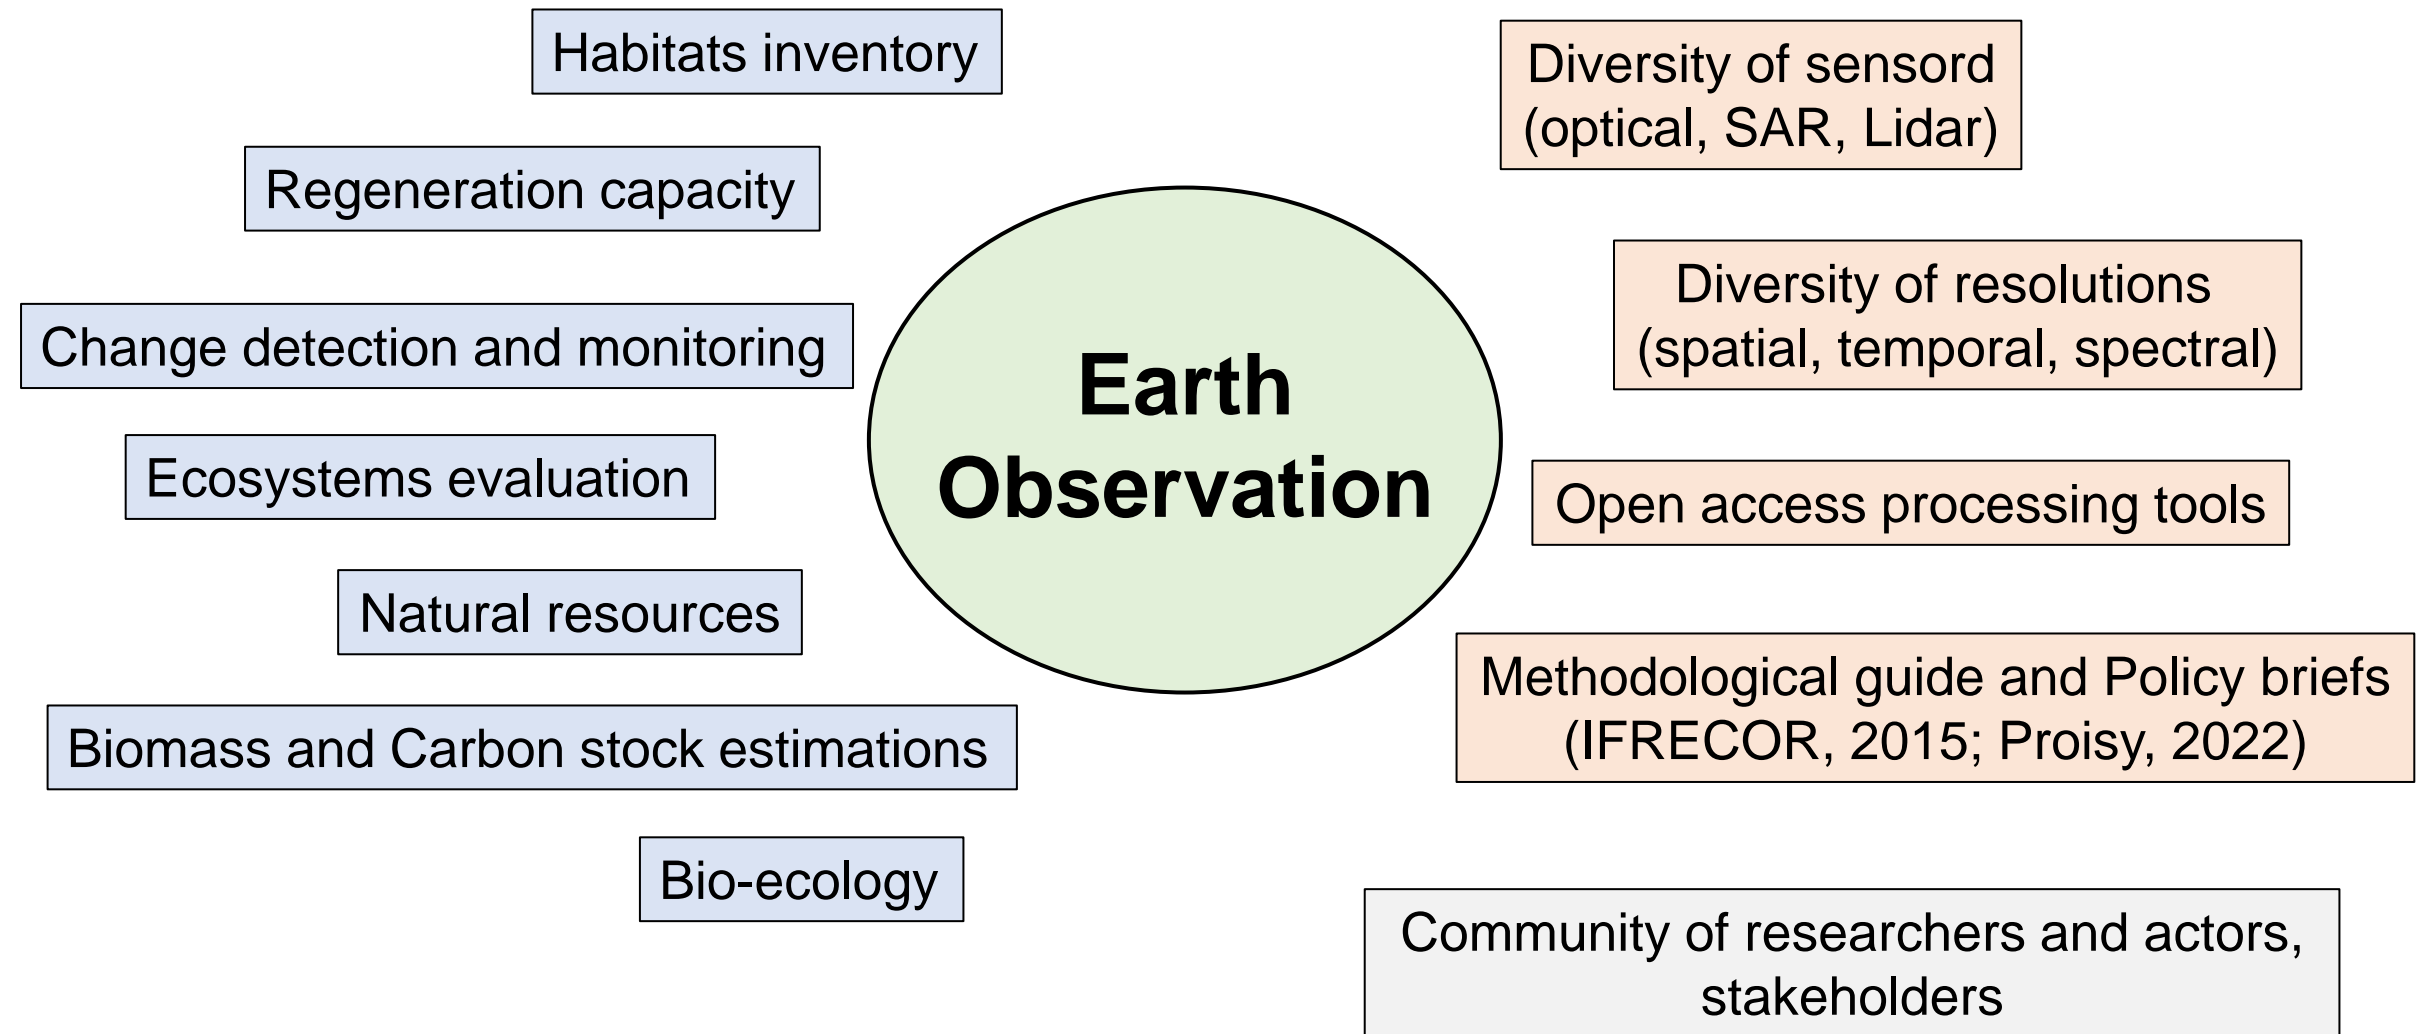 Habitats inventory
Regeneration capacity
Change detection and monitoring
Ecosystems evaluation
Natural resources
Biomass and Carbon stock estimations
Bio-ecology
Earth
Observation
Diversity of sensord
(optical, SAR, Lidar)
Diversity of resolutions
(spatial, temporal, spectral)
Open access processing tools
Methodological guide and Policy briefs
(IFRECOR, 2015; Proisy, 2022)
Community of researchers and actors,
stakeholders